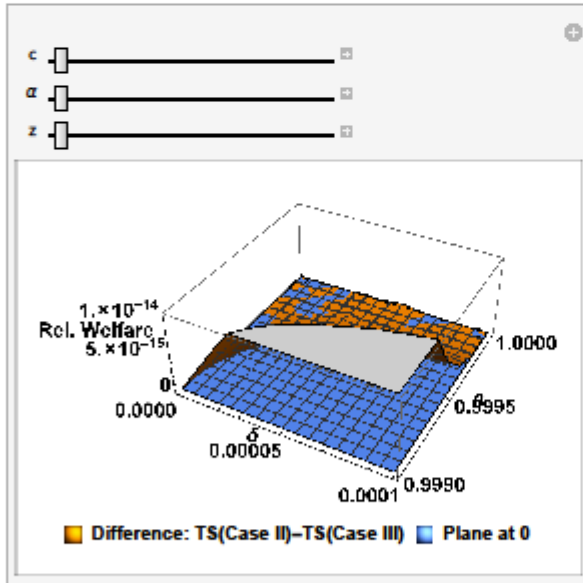 c
α
z
1.×10⁻¹⁴
Rel. Welfare
5.×10⁻¹⁵
0
0.0000
δ
0.00005
0.0001
1.0000
0.9995
0.9990
Difference: TS(Case II)–TS(Case III)
Plane at 0